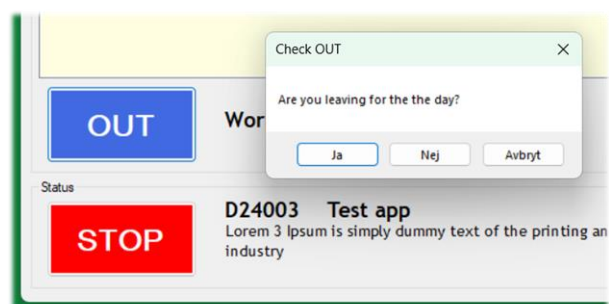 Check OUT
Are you leaving for the the day?
Ja Nej Avbryt
OUT Wor
Status
STOP D24003 Test app
Lorem 3 Ipsum is simply dummy text of the printing an
industry